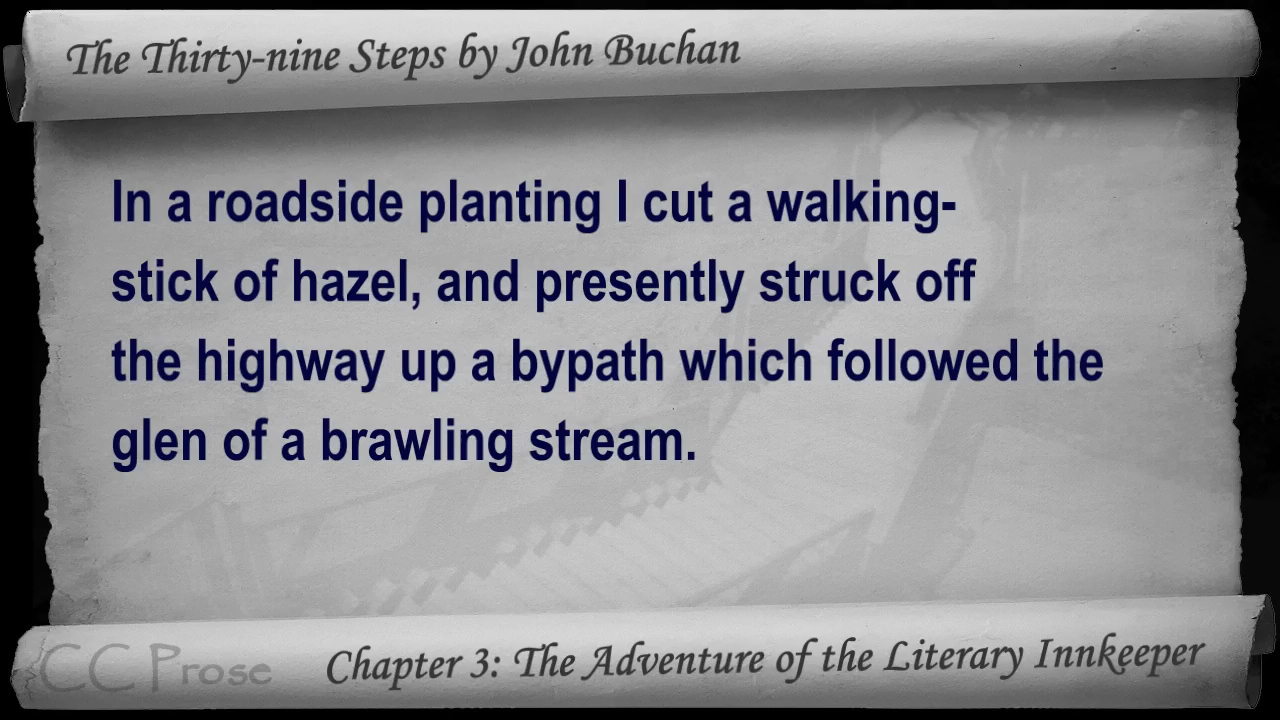 The Thirty-nine Steps by John Buchan
In a roadside planting I cut a walking-
stick of hazel, and presently struck off
the highway up a bypath which followed the
glen of a brawling stream.
CC Prose
Chapter 3: The Adventure of the Literary Innkeeper